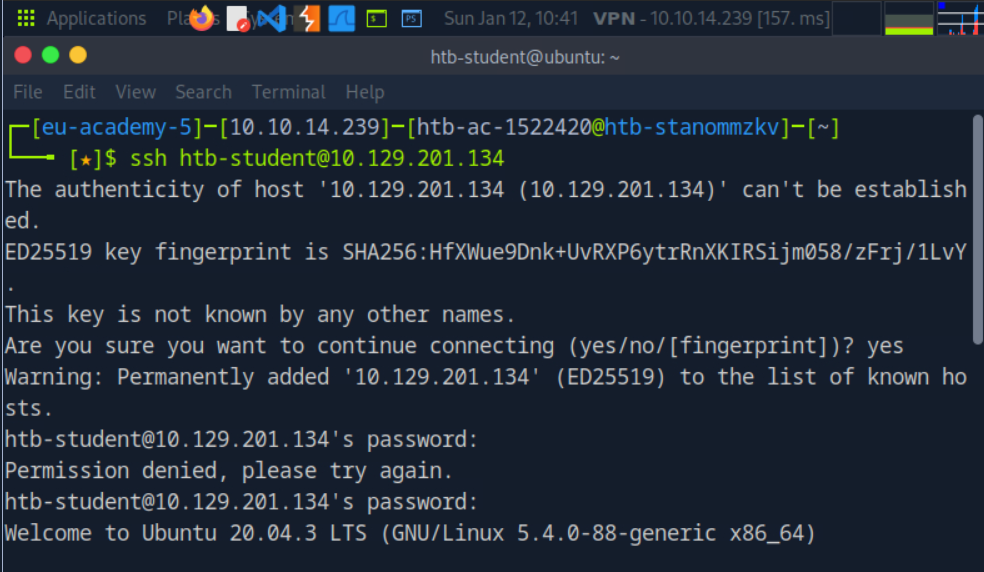 Applications Places System Sun Jan 12, 10:41 VPN - 10.10.14.239 [157. ms]
htb-student@ubuntu: ~
File Edit View Search Terminal Help
┌─[eu-academy-5]─[10.10.14.239]─[htb-ac-1522420@htb-stanommzkv]─[~]
└──╼ [★]$ ssh htb-student@10.129.201.134
The authenticity of host '10.129.201.134 (10.129.201.134)' can't be establish
ed.
ED25519 key fingerprint is SHA256:HfXWue9Dnk+UvRXP6ytrRnXKIRSijm058/zFrj/1LvY
.
This key is not known by any other names.
Are you sure you want to continue connecting (yes/no/[fingerprint])? yes
Warning: Permanently added '10.129.201.134' (ED25519) to the list of known ho
sts.
htb-student@10.129.201.134's password:
Permission denied, please try again.
htb-student@10.129.201.134's password:
Welcome to Ubuntu 20.04.3 LTS (GNU/Linux 5.4.0-88-generic x86_64)